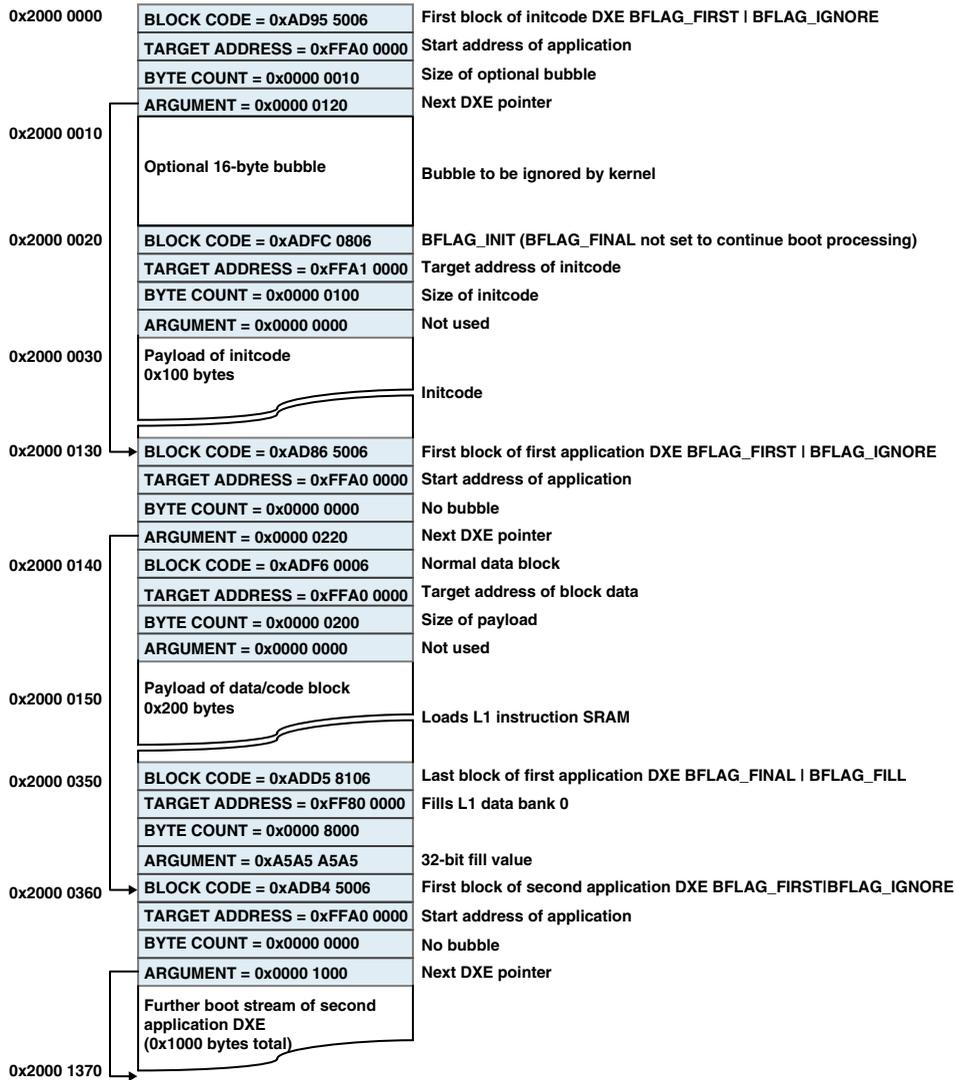 0x2000 0000
BLOCK CODE = 0xAD95 5006
First block of initcode DXE BFLAG_FIRST | BFLAG_IGNORE
TARGET ADDRESS = 0xFFA0 0000
Start address of application
BYTE COUNT = 0x0000 0010
Size of optional bubble
ARGUMENT = 0x0000 0120
Next DXE pointer
0x2000 0010
Optional 16-byte bubble
Bubble to be ignored by kernel
0x2000 0020
BLOCK CODE = 0xADFC 0806
BFLAG_INIT (BFLAG_FINAL not set to continue boot processing)
TARGET ADDRESS = 0xFFA1 0000
Target address of initcode
BYTE COUNT = 0x0000 0100
Size of initcode
ARGUMENT = 0x0000 0000
Not used
0x2000 0030
Payload of initcode
0x100 bytes
Initcode
0x2000 0130
BLOCK CODE = 0xAD86 5006
First block of first application DXE BFLAG_FIRST | BFLAG_IGNORE
TARGET ADDRESS = 0xFFA0 0000
Start address of application
BYTE COUNT = 0x0000 0000
No bubble
ARGUMENT = 0x0000 0220
Next DXE pointer
0x2000 0140
BLOCK CODE = 0xADF6 0006
Normal data block
TARGET ADDRESS = 0xFFA0 0000
Target address of block data
BYTE COUNT = 0x0000 0200
Size of payload
ARGUMENT = 0x0000 0000
Not used
0x2000 0150
Payload of data/code block
0x200 bytes
Loads L1 instruction SRAM
0x2000 0350
BLOCK CODE = 0xADD5 8106
Last block of first application DXE BFLAG_FINAL | BFLAG_FILL
TARGET ADDRESS = 0xFF80 0000
Fills L1 data bank 0
BYTE COUNT = 0x0000 8000
ARGUMENT = 0xA5A5 A5A5
32-bit fill value
0x2000 0360
BLOCK CODE = 0xADB4 5006
First block of second application DXE BFLAG_FIRST|BFLAG_IGNORE
TARGET ADDRESS = 0xFFA0 0000
Start address of application
BYTE COUNT = 0x0000 0000
No bubble
ARGUMENT = 0x0000 1000
Next DXE pointer
Further boot stream of second
application DXE
(0x1000 bytes total)
0x2000 1370